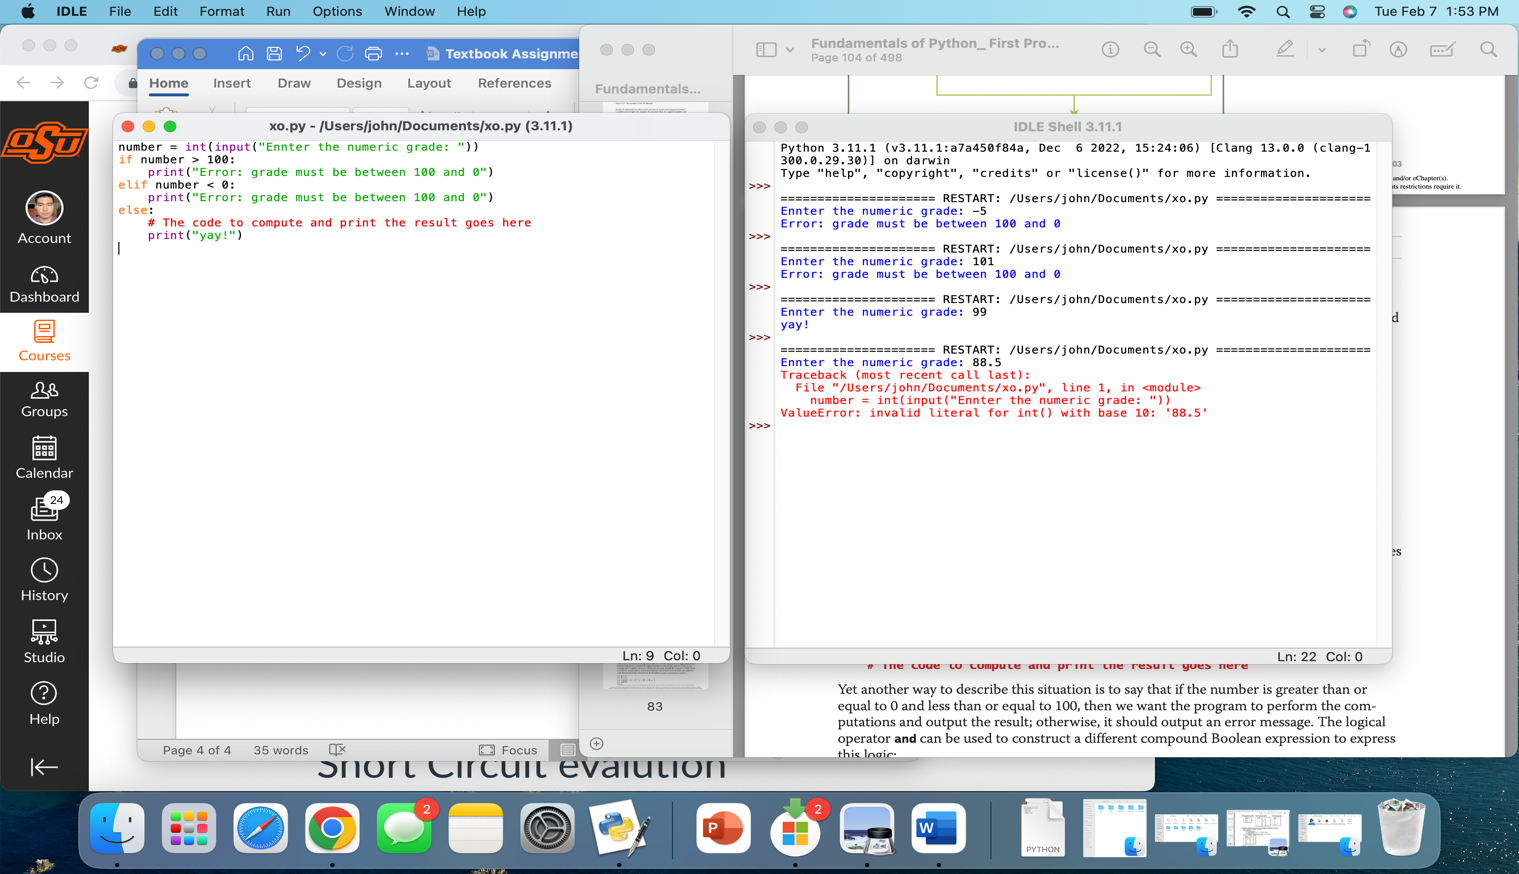 IDLE File Edit Format Run Options Window Help Tue Feb 7 1:53 PM
OSU
Account
Dashboard
Courses
Groups
Calendar
24
Inbox
History
Studio
Help
Textbook Assignme
Home Insert Draw Design Layout References
Fundamentals...
Fundamentals of Python_ First Pro...
Page 104 of 498
xo.py - /Users/john/Documents/xo.py (3.11.1)
number = int(input("Ennter the numeric grade: "))
if number > 100:
print("Error: grade must be between 100 and 0")
elif number < 0:
print("Error: grade must be between 100 and 0")
else:
# The code to compute and print the result goes here
print("yay!")
Ln: 9 Col: 0
IDLE Shell 3.11.1
Python 3.11.1 (v3.11.1:a7a450f84a, Dec 6 2022, 15:24:06) [Clang 13.0.0 (clang-1
300.0.29.30)] on darwin
Type "help", "copyright", "credits" or "license()" for more information.
>>>
===================== RESTART: /Users/john/Documents/xo.py =====================
Ennter the numeric grade: -5
Error: grade must be between 100 and 0
>>>
===================== RESTART: /Users/john/Documents/xo.py =====================
Ennter the numeric grade: 101
Error: grade must be between 100 and 0
>>>
===================== RESTART: /Users/john/Documents/xo.py =====================
Ennter the numeric grade: 99
yay!
>>>
===================== RESTART: /Users/john/Documents/xo.py =====================
Ennter the numeric grade: 88.5
Traceback (most recent call last):
File "/Users/john/Documents/xo.py", line 1, in <module>
number = int(input("Ennter the numeric grade: "))
ValueError: invalid literal for int() with base 10: '88.5'
>>>
Ln: 22 Col: 0
03
and/or eChapter(s).
ts restrictions require it.
d
es
# The code to compute and print the result goes here
Yet another way to describe this situation is to say that if the number is greater than or
equal to 0 and less than or equal to 100, then we want the program to perform the com-
putations and output the result; otherwise, it should output an error message. The logical
operator and can be used to construct a different compound Boolean expression to express
this logic:
83
Page 4 of 4 35 words Focus
Short Circuit evalution
2
P
2
W
PYTHON